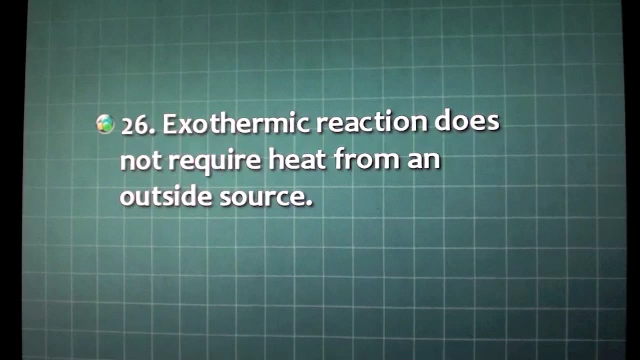 26. Exothermic reaction does
not require heat from an
outside source.